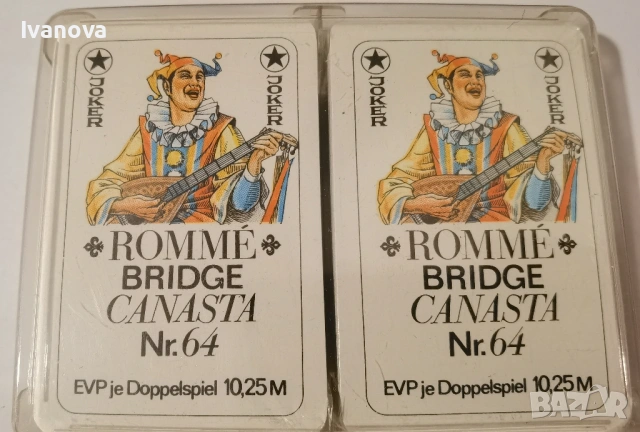 Ivanova
JOKER
JOKER
ROMMÉ
BRIDGE
CANASTA
Nr. 64
EVP je Doppelspiel 10,25 M
JOKER
JOKER
ROMMÉ
BRIDGE
CANASTA
Nr. 64
EVP je Doppelspiel 10,25 M
BAZAR